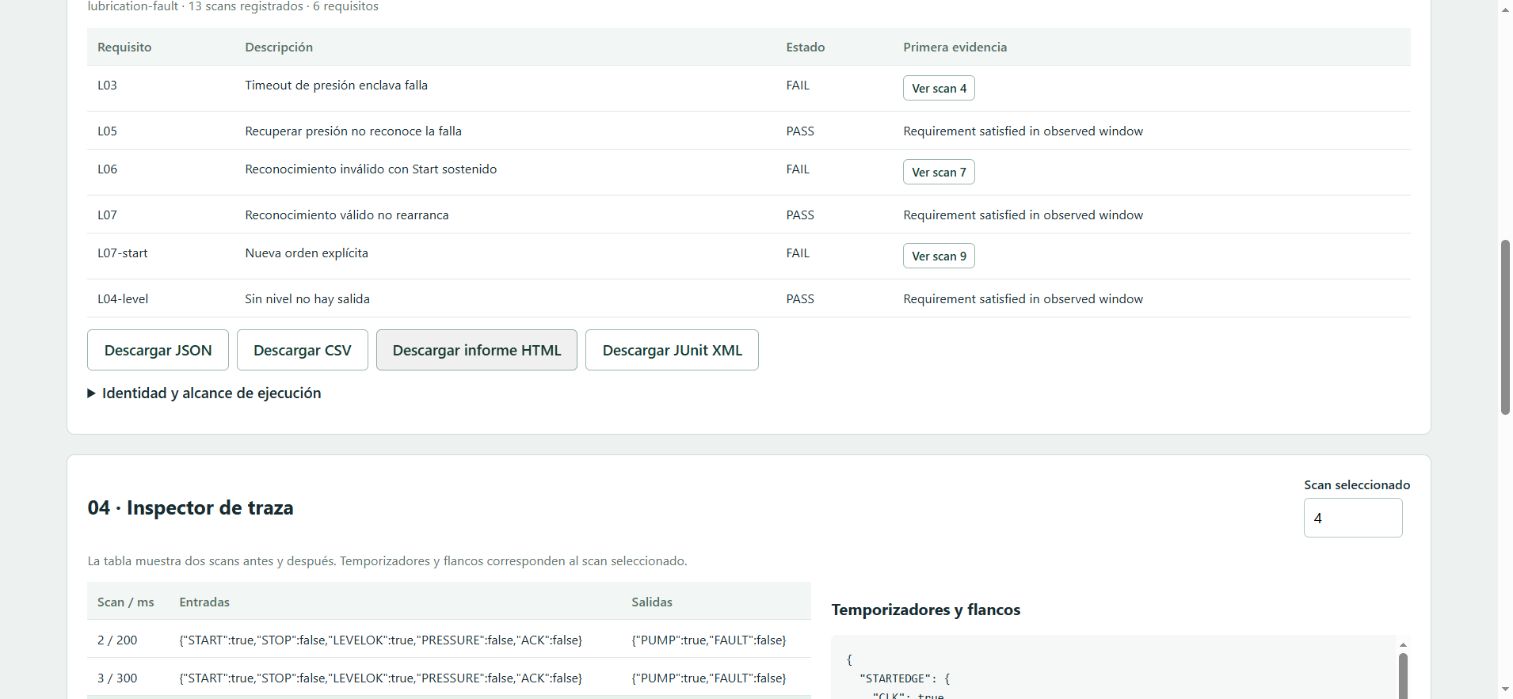 lubrication-fault · 13 scans registrados · 6 requisitos
Requisito Descripción Estado Primera evidencia
L03 Timeout de presión enclava falla FAIL Ver scan 4
L05 Recuperar presión no reconoce la falla PASS Requirement satisfied in observed window
L06 Reconocimiento inválido con Start sostenido FAIL Ver scan 7
L07 Reconocimiento válido no rearranca PASS Requirement satisfied in observed window
L07-start Nueva orden explícita FAIL Ver scan 9
L04-level Sin nivel no hay salida PASS Requirement satisfied in observed window
Descargar JSON Descargar CSV Descargar informe HTML Descargar JUnit XML
▶ Identidad y alcance de ejecución
Scan seleccionado
04 · Inspector de traza
4
La tabla muestra dos scans antes y después. Temporizadores y flancos corresponden al scan seleccionado.
Scan / ms Entradas Salidas
Temporizadores y flancos
2 / 200 {"START":true,"STOP":false,"LEVELOK":true,"PRESSURE":false,"ACK":false} {"PUMP":true,"FAULT":false}
{
3 / 300 {"START":true,"STOP":false,"LEVELOK":true,"PRESSURE":false,"ACK":false} {"PUMP":true,"FAULT":false}
"STARTEDGE": {
"CLK": true